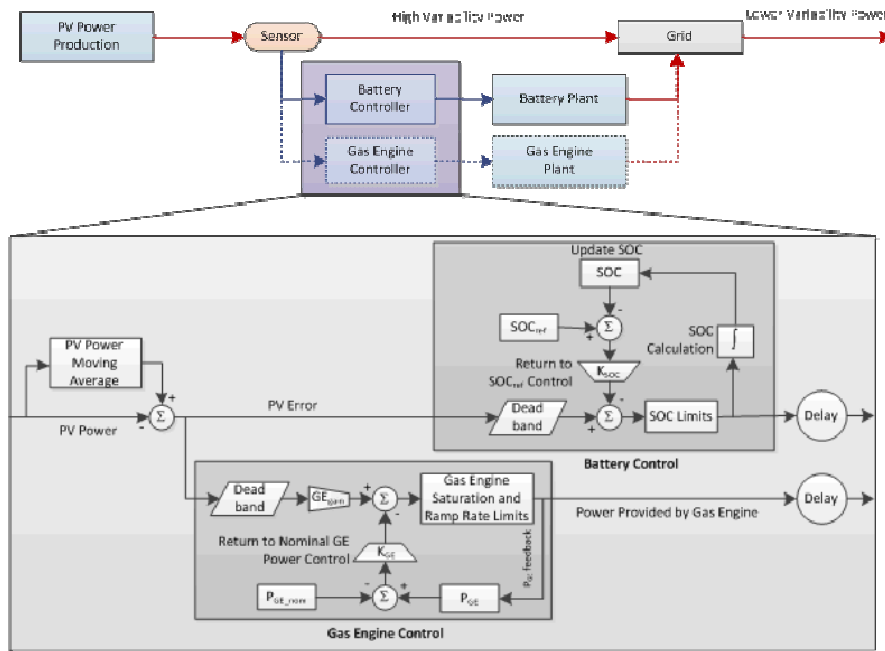 PV Power
Production
Sensor
High Variability Power
Grid
Lower Variability Power
Battery
Controller
Battery Plant
Gas Engine
Controller
Gas Engine
Plant
Update SOC
SOC
SOCref
Σ
- +
SOC
Calculation
∫
Return to
SOCref Control
KSOC
PV Power
Moving
Average
+
-
Σ
PV Power
PV Error
Dead
band
- +
Σ
SOC Limits
Delay
Battery Control
Dead
band
+
-
Σ
Gas Engine
Saturation and
Ramp Rate Limits
Delay
Power Provided by Gas Engine
Return to Nominal GE
Power Control
KGE
PGE feedback
PGE_nom
- +
Σ
PGE
Gas Engine Control